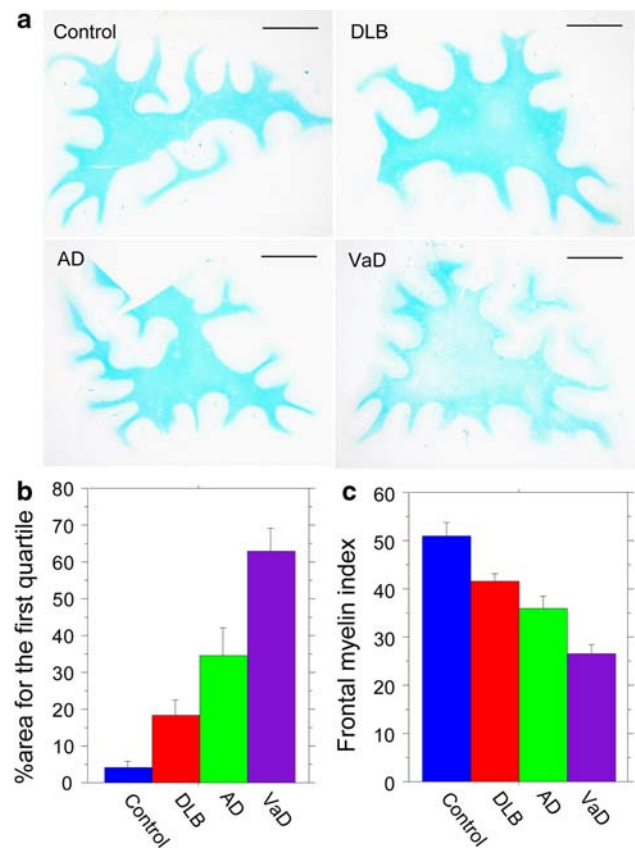 a
Control
DLB
AD
VaD
b
80
70
60
50
40
30
20
10
0
%area for the first quartile
Control
DLB
AD
VaD
c
60
50
40
30
20
10
0
Frontal myelin index
Control
DLB
AD
VaD